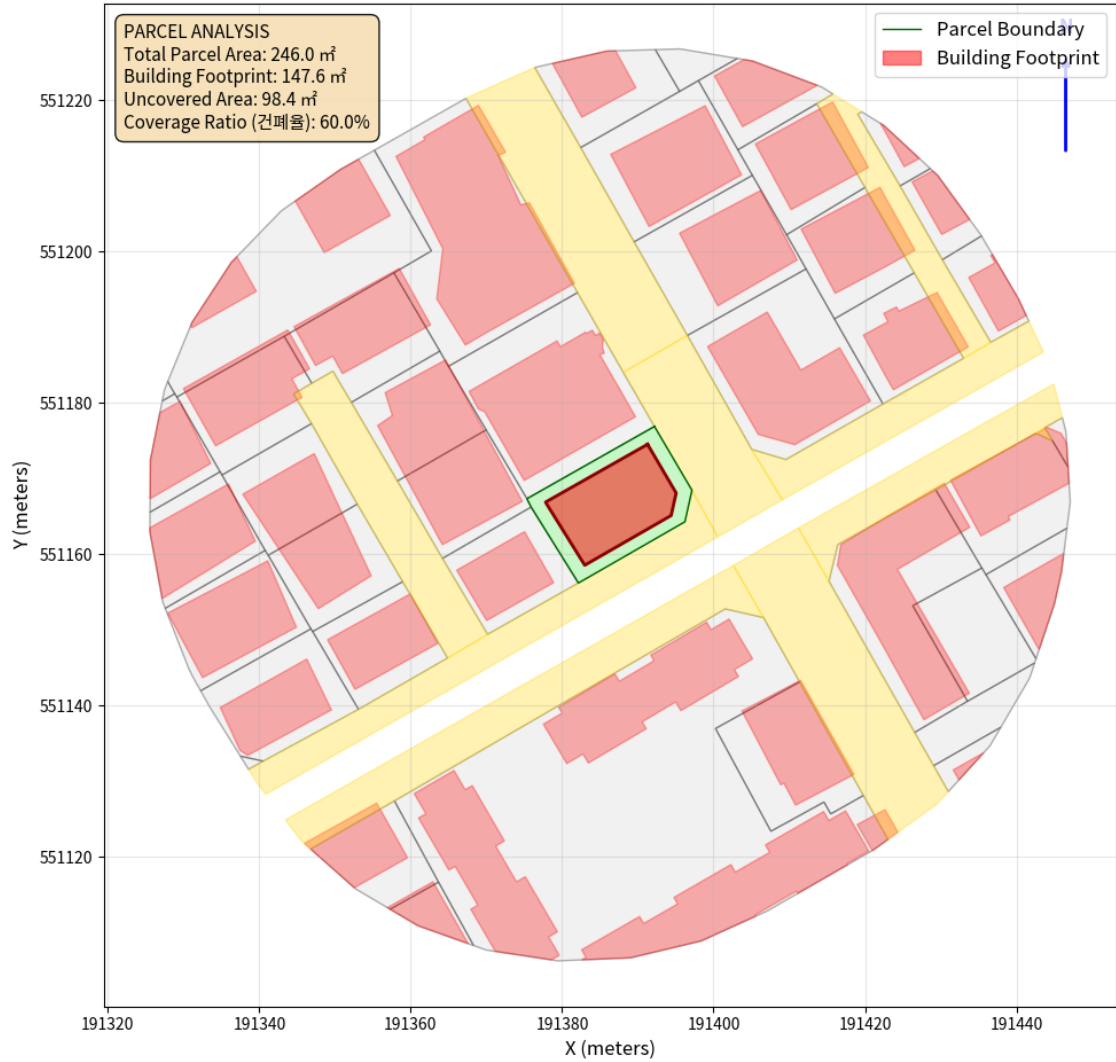 PARCEL ANALYSIS
Total Parcel Area: 246.0 ㎡
Building Footprint: 147.6 ㎡
Uncovered Area: 98.4 ㎡
Coverage Ratio (건폐율): 60.0%
Parcel Boundary
Building Footprint
N
Y (meters)
551220
551200
551180
551160
551140
551120
191320 191340 191360 191380 191400 191420 191440
X (meters)